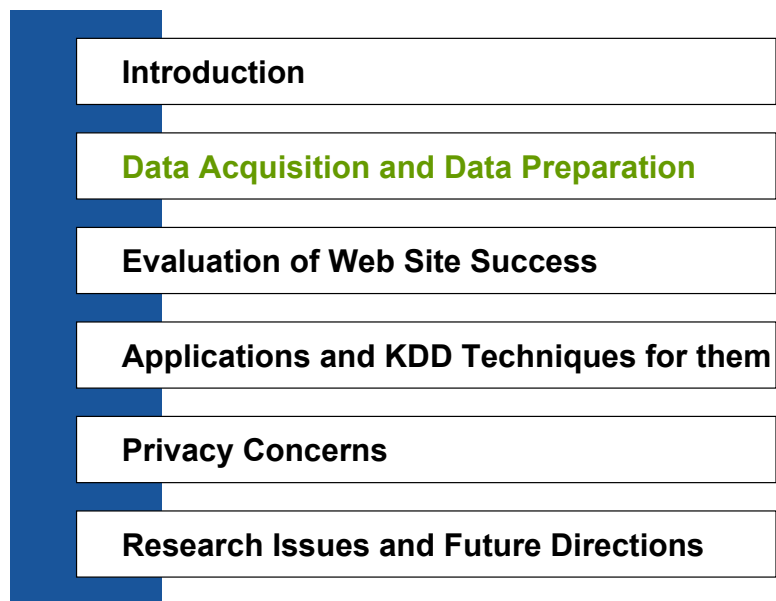 Introduction
Data Acquisition and Data Preparation
Evaluation of Web Site Success
Applications and KDD Techniques for them
Privacy Concerns
Research Issues and Future Directions